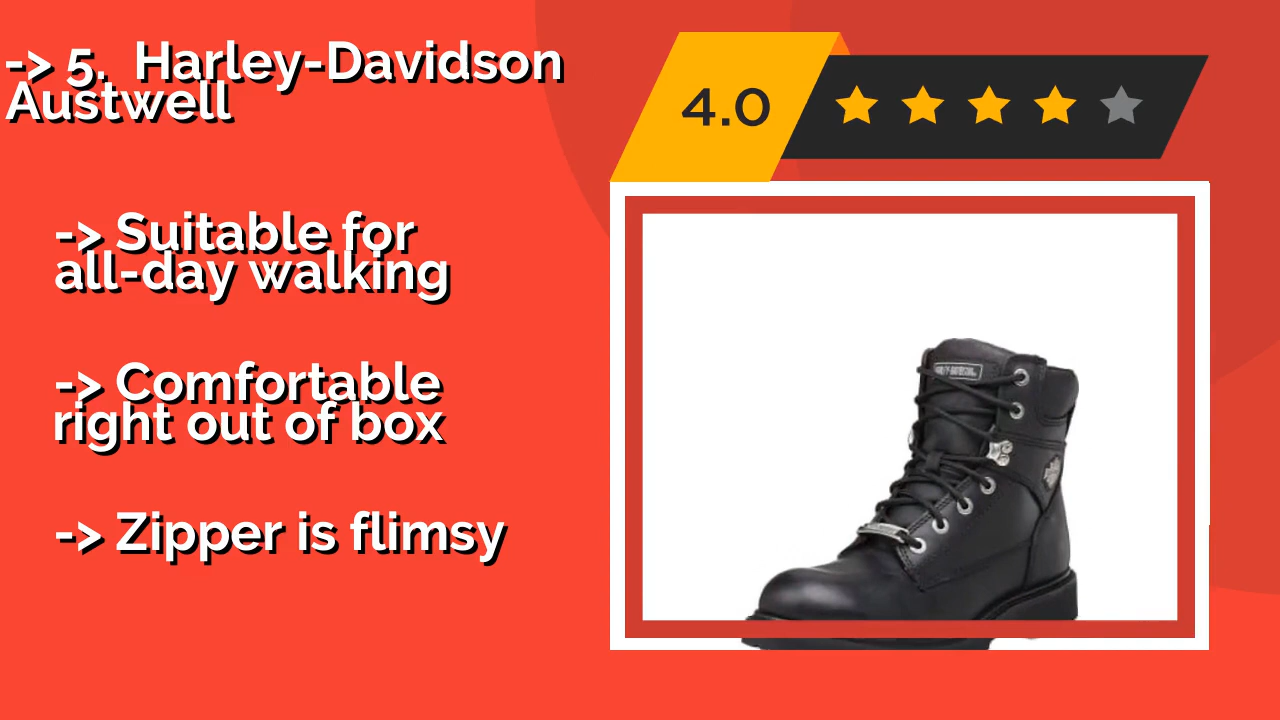 -> 5. Harley-Davidson
Austwell
4.0
-> Suitable for
all-day walking
-> Comfortable
right out of box
-> Zipper is flimsy